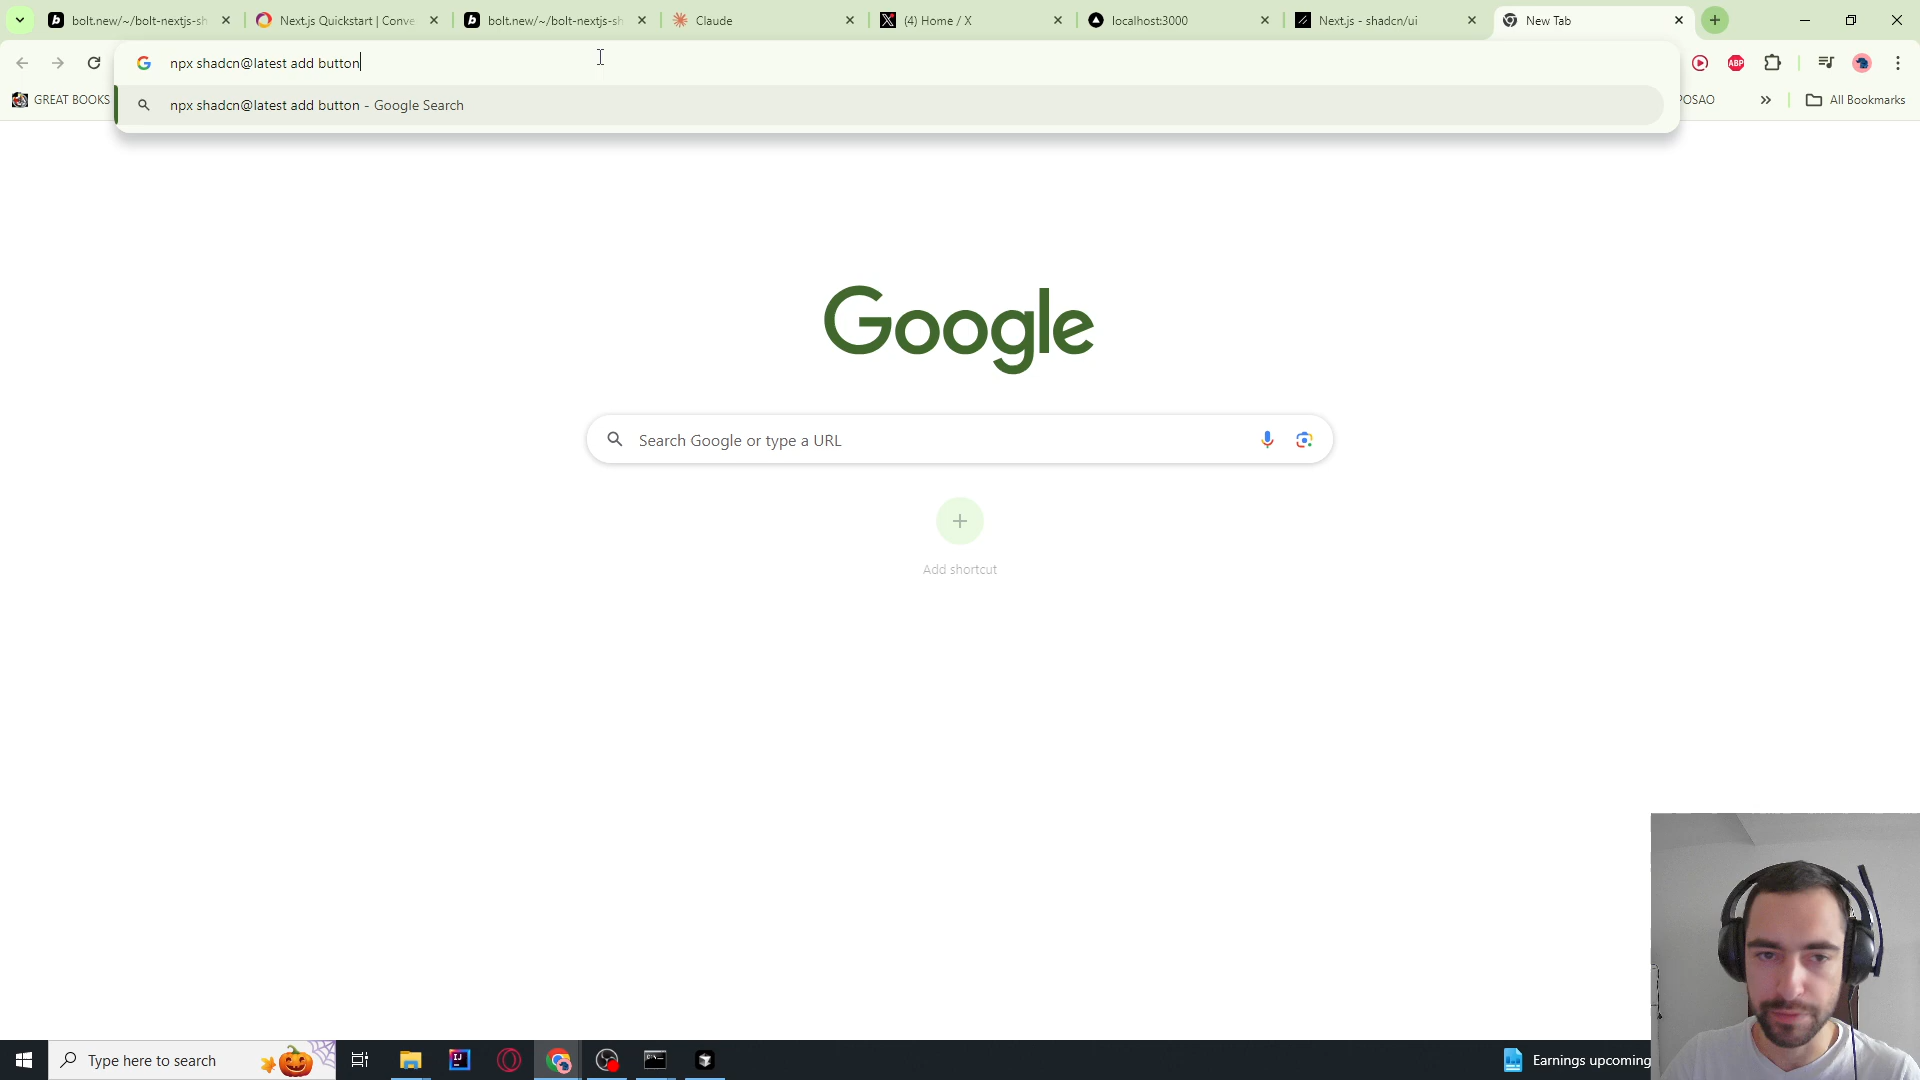 bolt.new/~/bolt-nextjs-sh
Next.js Quickstart | Conve
bolt.new/~/bolt-nextjs-sh
Claude
(4) Home / X
localhost:3000
Next.js - shadcn/ui
New Tab
npx shadcn@latest add button
ABP
GREAT BOOKS
npx shadcn@latest add button - Google Search
POSAO
All Bookmarks
Google
Search Google or type a URL
Add shortcut
Type here to search
Earnings upcoming